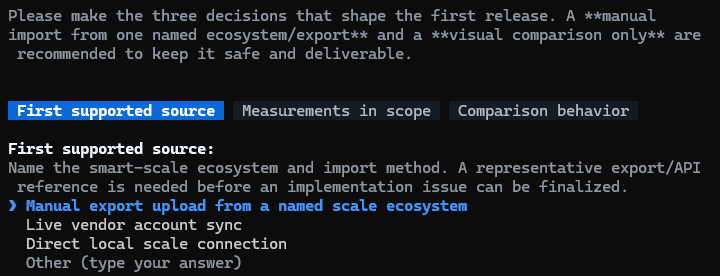 Please make the three decisions that shape the first release. A **manual
import from one named ecosystem/export** and a **visual comparison only** are
recommended to keep it safe and deliverable.
First supported source Measurements in scope Comparison behavior
First supported source:
Name the smart-scale ecosystem and import method. A representative export/API
reference is needed before an implementation issue can be finalized.
❯ Manual export upload from a named scale ecosystem
Live vendor account sync
Direct local scale connection
Other (type your answer)